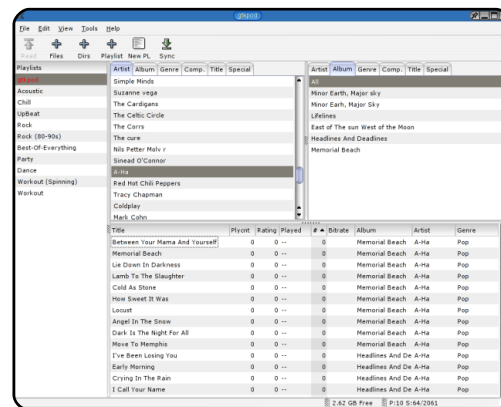 gtkpod
File Edit View Tools Help
Read Files Dirs Playlist New PL Sync
Playlists
gtkpod
Acoustic
Chill
UpBeat
Rock
Rock (80-90s)
Best-Of-Everything
Party
Dance
Workout (Spinning)
Workout
Artist Album Genre Comp. Title Special
Simple Minds
Suzanne vega
The Cardigans
The Celtic Circle
The Corrs
The cure
Nils Petter Molv r
Sinead O'Connor
A-Ha
Red Hot Chili Peppers
Tracy Chapman
Coldplay
Mark Cohn
Artist Album Genre Comp. Title Special
All
Minor Earth, Major sky
Minor Earh, Major Sky
Lifelines
East of The sun West of the Moon
Headlines And Deadlines
Memorial Beach
Title Plycnt Rating Played # Bitrate Album Artist Genre
Between Your Mama And Yourself 0 0 -- 0 Memorial Beach A-Ha Pop
Memorial Beach 0 0 -- 0 Memorial Beach A-Ha Pop
Lie Down In Darkness 0 0 -- 0 Memorial Beach A-Ha Pop
Lamb To The Slaughter 0 0 -- 0 Memorial Beach A-Ha Pop
Cold As Stone 0 0 -- 0 Memorial Beach A-Ha Pop
How Sweet It Was 0 0 -- 0 Memorial Beach A-Ha Pop
Locust 0 0 -- 0 Memorial Beach A-Ha Pop
Angel In The Snow 0 0 -- 0 Memorial Beach A-Ha Pop
Dark Is The Night For All 0 0 -- 0 Memorial Beach A-Ha Pop
Move To Memphis 0 0 -- 0 Memorial Beach A-Ha Pop
I've Been Losing You 0 0 -- 0 Headlines And De A-Ha Pop
Early Morning 0 0 -- 0 Headlines And De A-Ha Pop
Crying In The Rain 0 0 -- 0 Headlines And De A-Ha Pop
I Call Your Name 0 0 -- 0 Headlines And De A-Ha Pop
2.62 GB Free P:10 S:64/2061